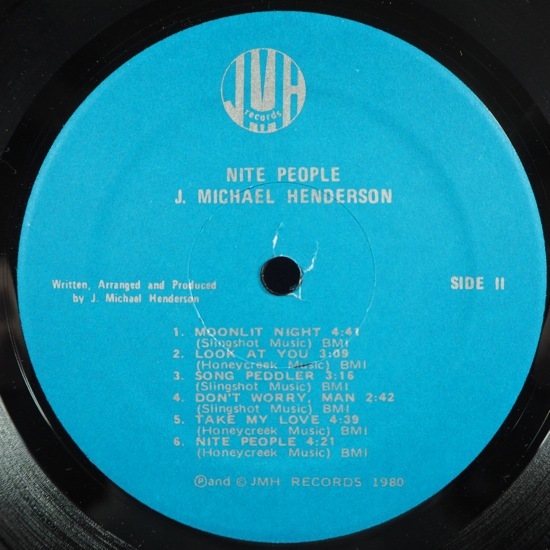 JMH
records
NITE PEOPLE
J. MICHAEL HENDERSON
Written, Arranged and Produced
by J. Michael Henderson
SIDE II
1. MOONLIT NIGHT 4:41
(Slingshot Music) BMI
2. LOOK AT YOU 3:09
(Honeycreek Music) BMI
3. SONG PEDDLER 3:16
(Slingshot Music) BMI
4. DON'T WORRY, MAN 2:42
(Slingshot Music) BMI
5. TAKE MY LOVE 4:39
(Honeycreek Music) BMI
6. NITE PEOPLE 4:21
(Honeycreek Music) BMI
Ⓟand © JMH RECORDS 1980